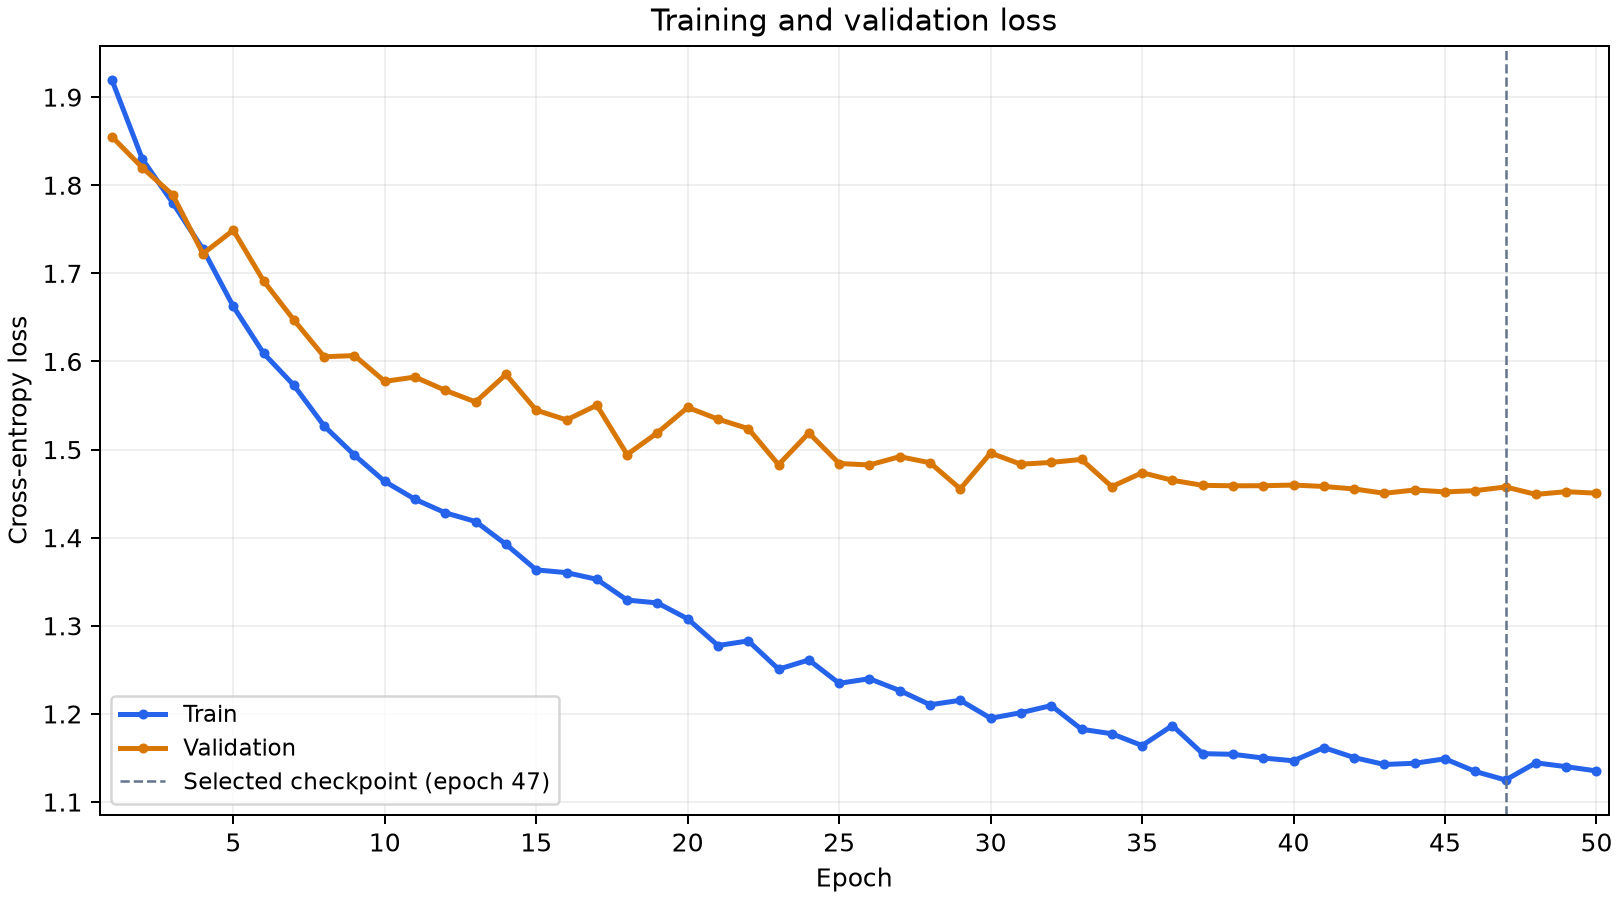 Training and validation loss
Cross-entropy loss
1.9
1.8
1.7
1.6
1.5
1.4
1.3
1.2
1.1
Train
Validation
Selected checkpoint (epoch 47)
5 10 15 20 25 30 35 40 45 50
Epoch